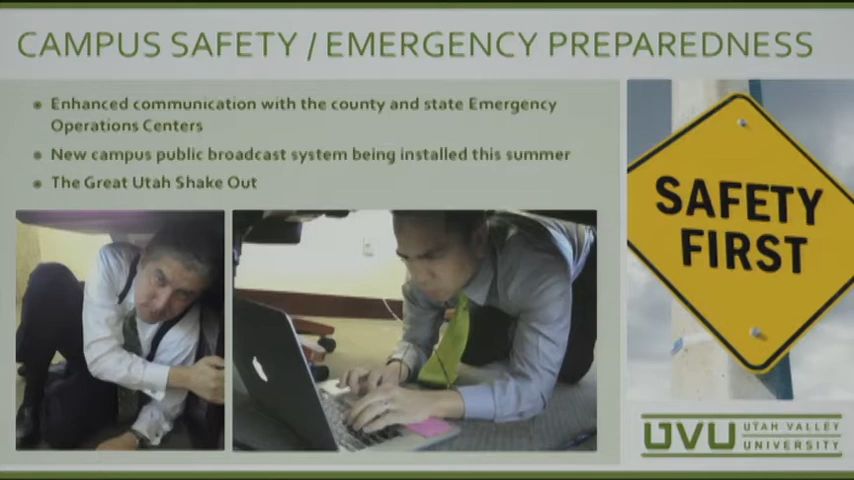 CAMPUS SAFETY / EMERGENCY PREPAREDNESS
Enhanced communication with the county and state Emergency
Operations Centers
New campus public broadcast system being installed this summer
The Great Utah Shake Out
SAFETY
FIRST
UVU UTAH VALLEY
UNIVERSITY